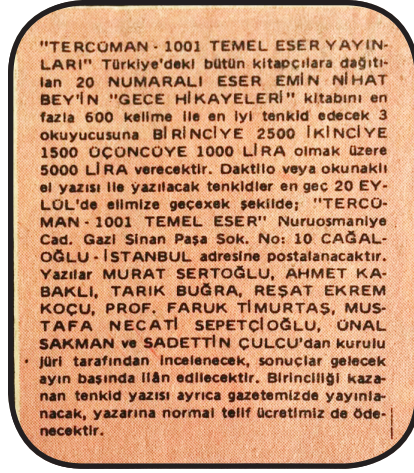 "TERCÜMAN - 1001 TEMEL ESER YAYIN-
LARI" Türkiye'deki bütün kitapçılara dağıtı-
lan 20 NUMARALI ESER EMİN NİHAT
BEY'İN "GECE HİKAYELERİ" kitabını en
fazla 600 kelime ile en iyi tenkid edecek 3
okuyucusuna BİRİNCİYE 2500 İKİNCİYE
1500 ÜÇÜNCÜYE 1000 LİRA olmak üzere
5000 LİRA verecektir. Daktilo veya okunaklı
el yazısı ile yazılacak tenkidler en geç 20 EY-
LÜL'de elimize geçexek şekilde; "TERCÜ-
MAN - 1001 TEMEL ESER" Nuruosmaniye
Cad. Gazi Sinan Paşa Sok. No: 10 CAĞAL-
OĞLU - İSTANBUL adresine postalanacaktır.
Yazılar MURAT SERTOĞLU, AHMET KA-
BAKLI, TARIK BUĞRA, REŞAT EKREM
KOÇU, PROF. FARUK TİMURTAŞ, MUS-
TAFA NECATİ SEPETÇİOĞLU, ÜNAL
SAKMAN ve SADETTİN ÇULCU'dan kurulu
jüri tarafından incelenecek, sonuçlar gelecek
ayın başında ilân edilecektir. Birinciliği kaza-
nan tenkid yazısı ayrıca gazetemizde yayınla-
nacak, yazarına normal telif ücretimiz de öde-
necektir.